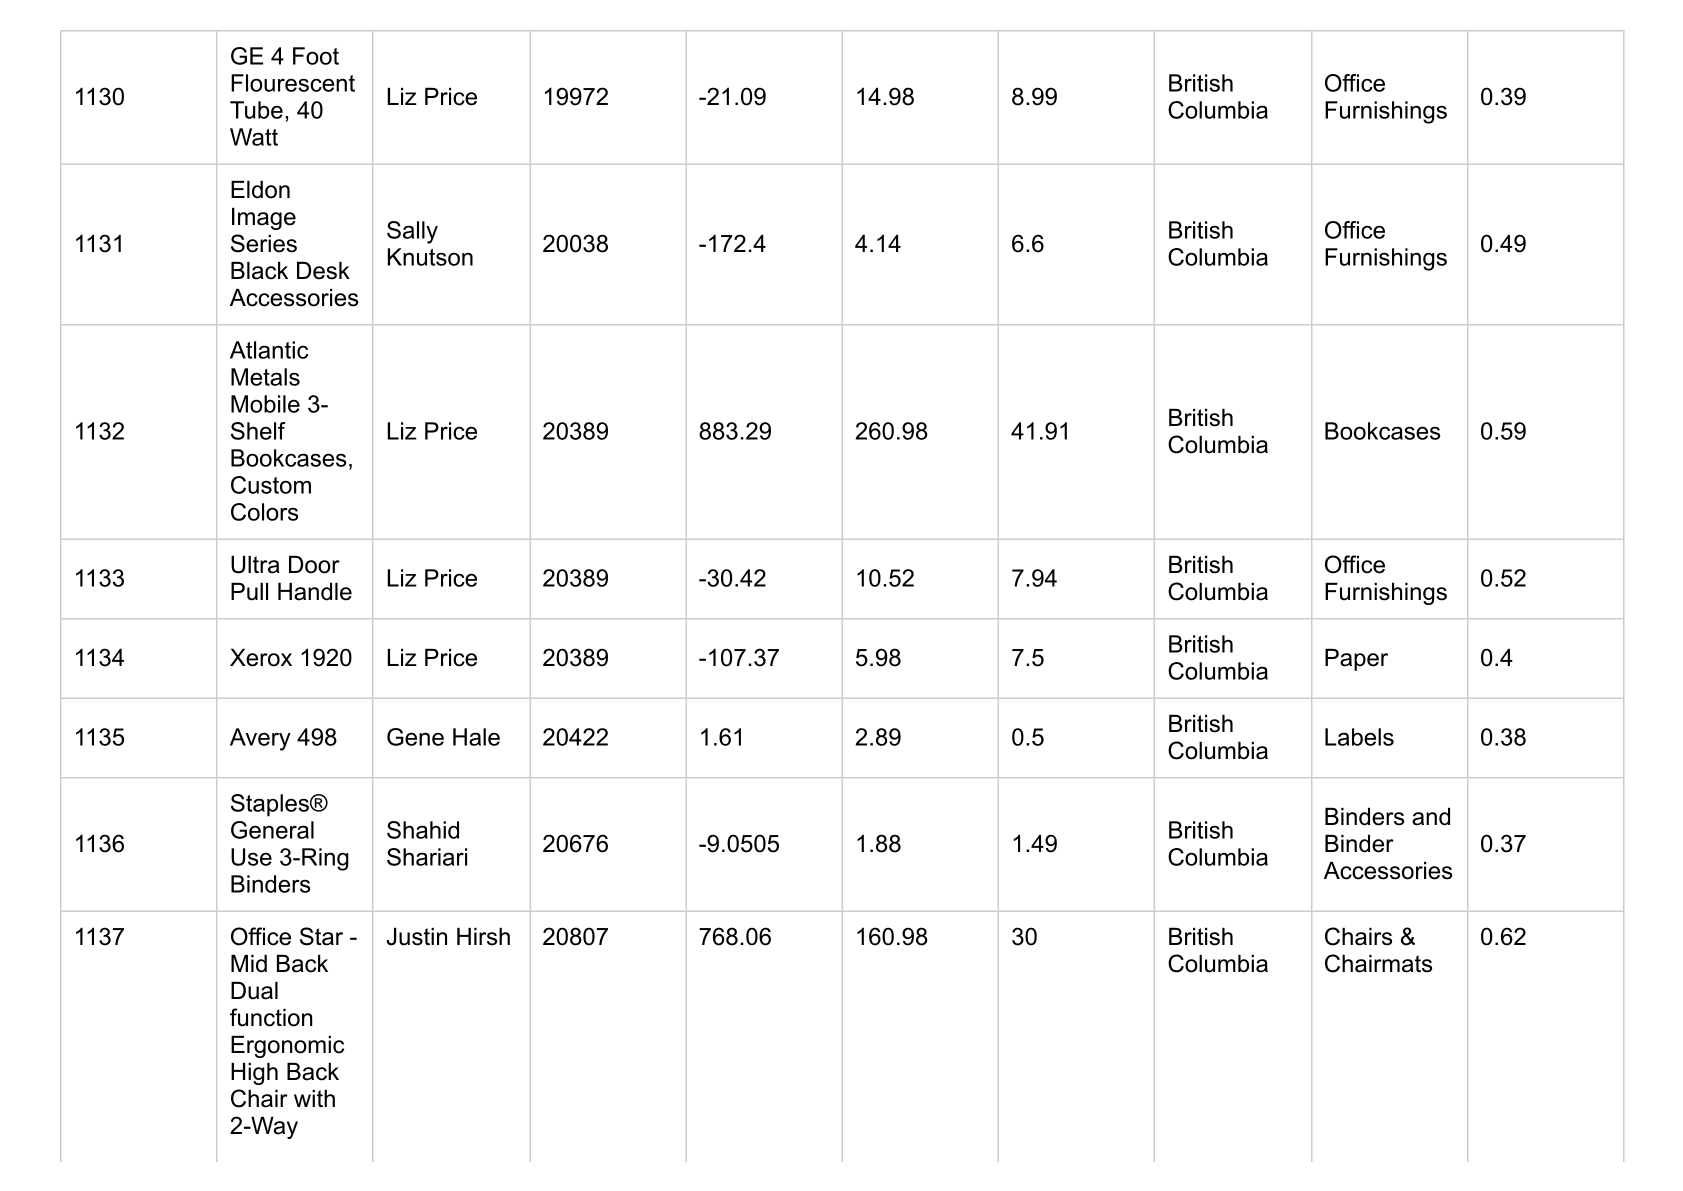 1130
GE 4 Foot
Flourescent
Tube, 40
Watt
Liz Price
19972
-21.09
14.98
8.99
British
Columbia
Office
Furnishings
0.39
1131
Eldon
Image
Series
Black Desk
Accessories
Sally
Knutson
20038
-172.4
4.14
6.6
British
Columbia
Office
Furnishings
0.49
1132
Atlantic
Metals
Mobile 3-
Shelf
Bookcases,
Custom
Colors
Liz Price
20389
883.29
260.98
41.91
British
Columbia
Bookcases
0.59
1133
Ultra Door
Pull Handle
Liz Price
20389
-30.42
10.52
7.94
British
Columbia
Office
Furnishings
0.52
1134
Xerox 1920
Liz Price
20389
-107.37
5.98
7.5
British
Columbia
Paper
0.4
1135
Avery 498
Gene Hale
20422
1.61
2.89
0.5
British
Columbia
Labels
0.38
1136
Staples®
General
Use 3-Ring
Binders
Shahid
Shariari
20676
-9.0505
1.88
1.49
British
Columbia
Binders and
Binder
Accessories
0.37
1137
Office Star -
Mid Back
Dual
function
Ergonomic
High Back
Chair with
2-Way
Justin Hirsh
20807
768.06
160.98
30
British
Columbia
Chairs &
Chairmats
0.62